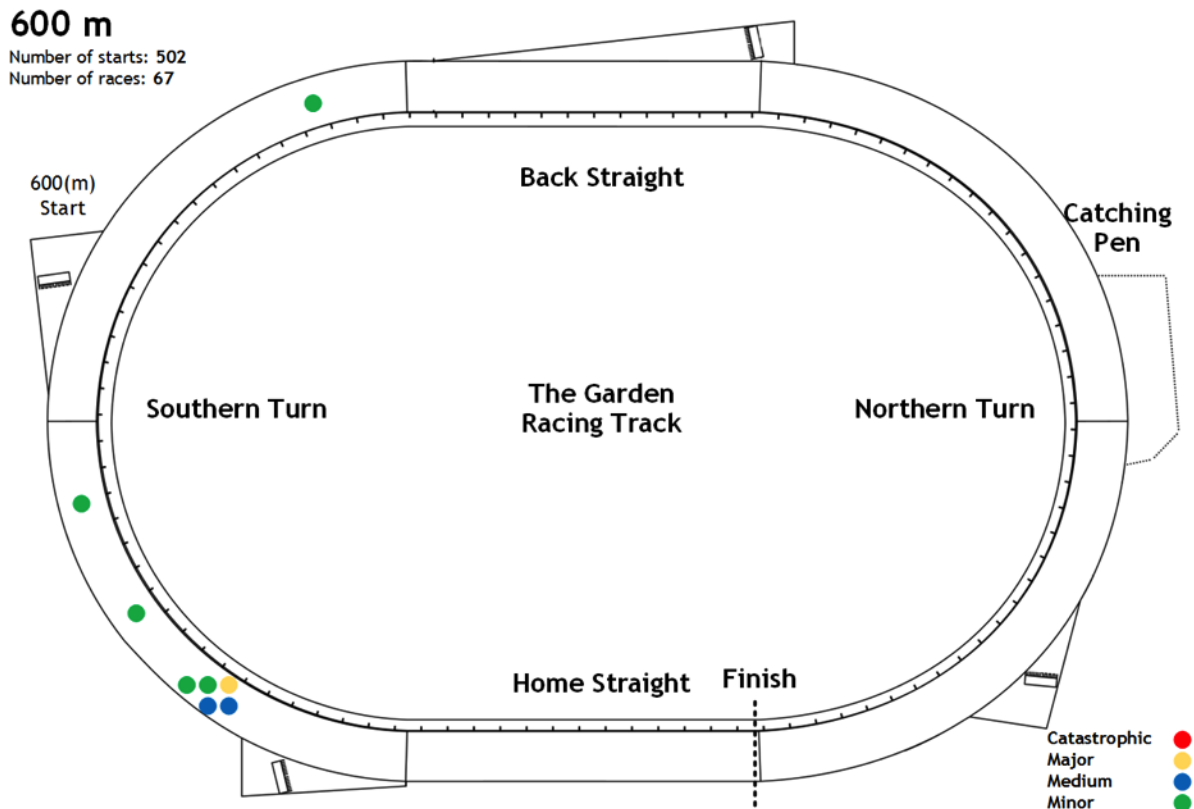 600 m
Number of starts: 502
Number of races: 67
Back Straight
600(m)
Start
Catching
Pen
Southern Turn
The Garden
Racing Track
Northern Turn
Home Straight
Finish
Catastrophic
Major
Medium
Minor